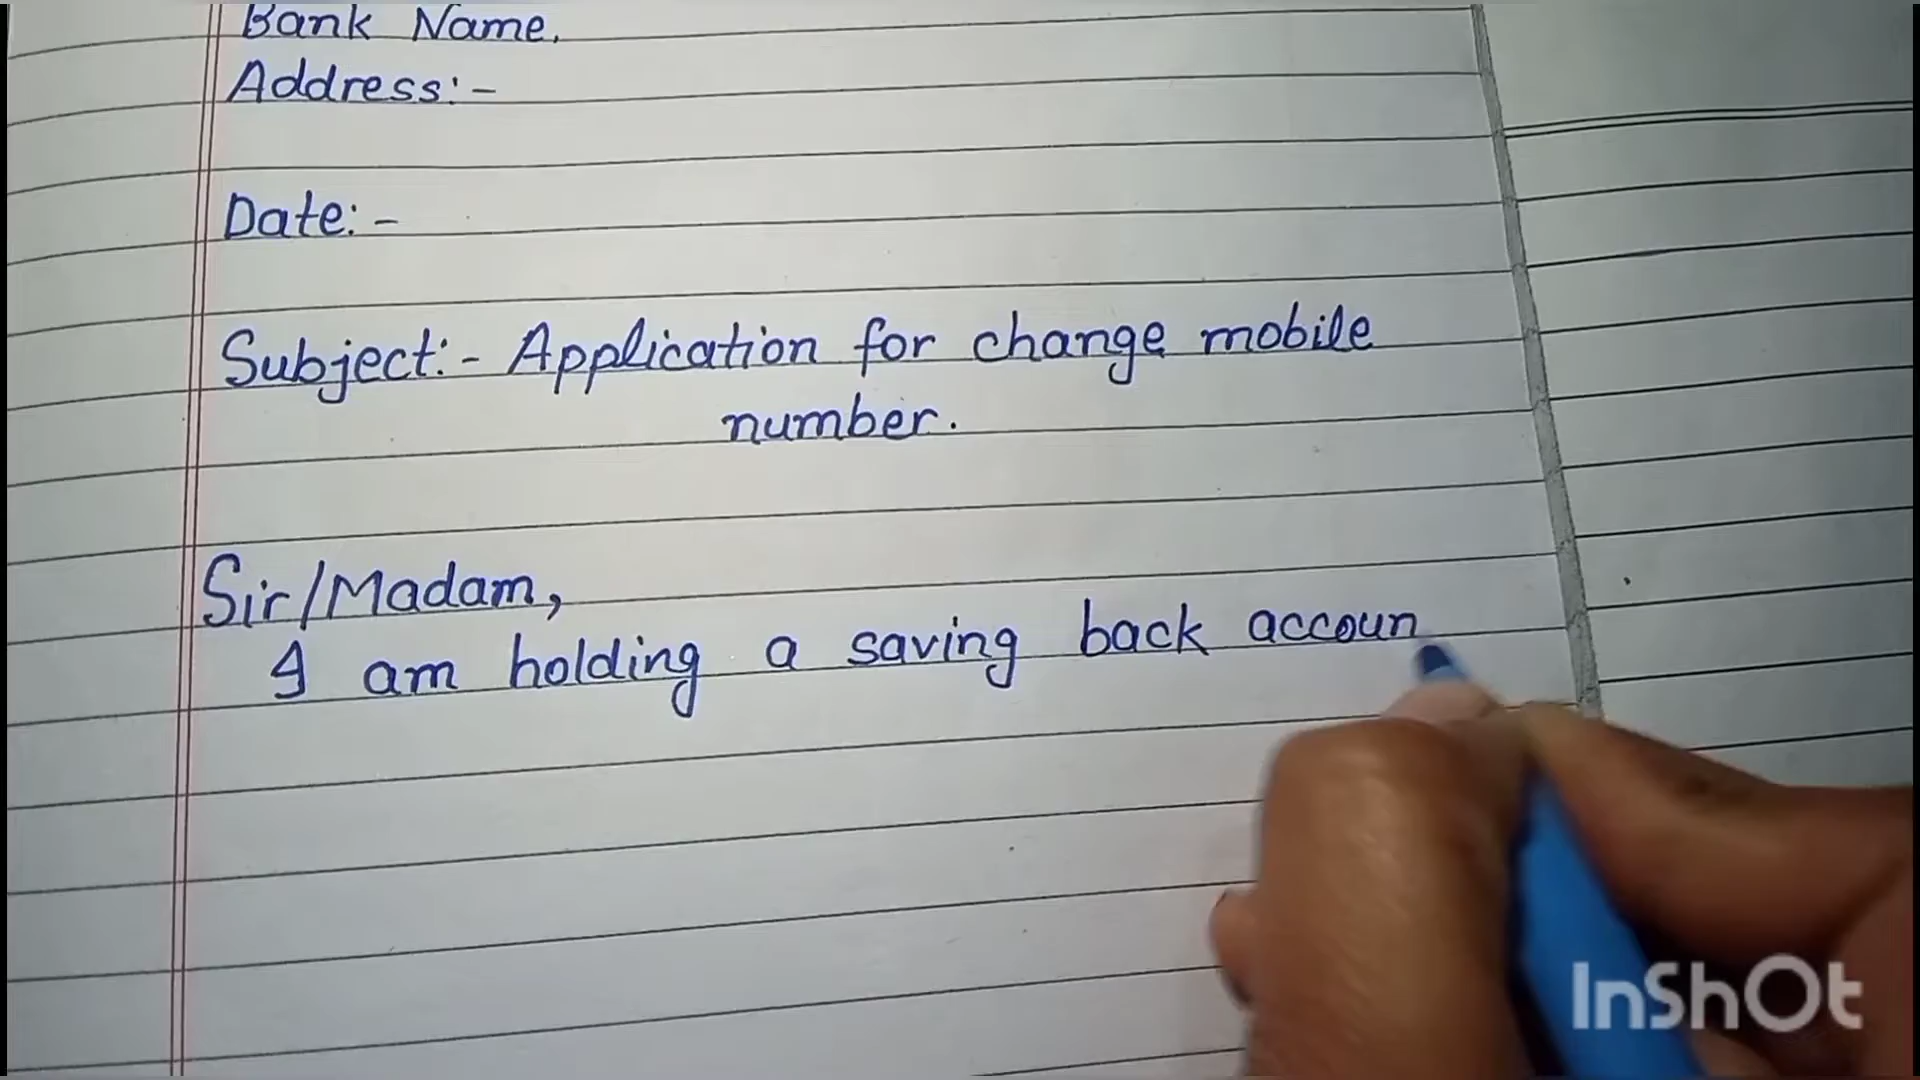 Bank Name.
Address:-
Date:-
Subject:- Application for change mobile
number.
Sir/Madam,
I am holding a saving back accoun
InShOt